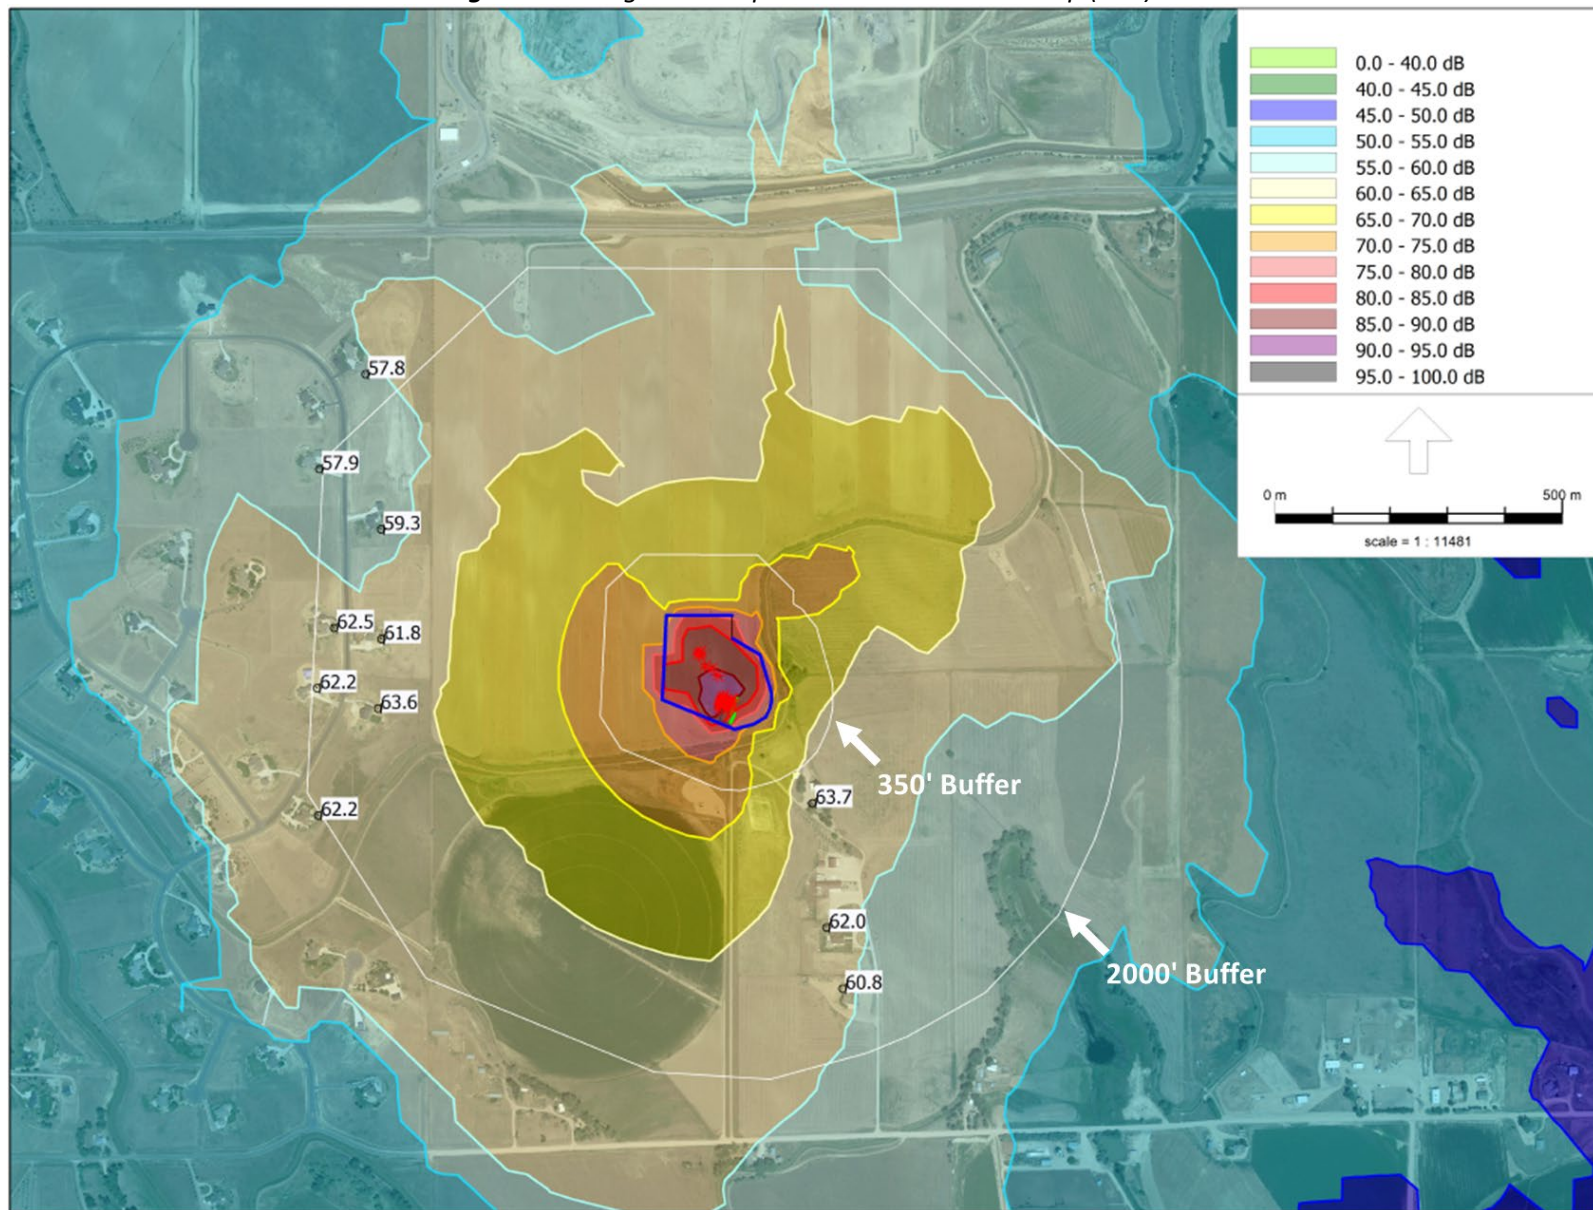 0.0 - 40.0 dB
40.0 - 45.0 dB
45.0 - 50.0 dB
50.0 - 55.0 dB
55.0 - 60.0 dB
60.0 - 65.0 dB
65.0 - 70.0 dB
70.0 - 75.0 dB
75.0 - 80.0 dB
80.0 - 85.0 dB
85.0 - 90.0 dB
90.0 - 95.0 dB
95.0 - 100.0 dB
0 m 500 m
scale = 1 : 11481
57.8
57.9
59.3
62.5
61.8
62.2
63.6
62.2
350' Buffer
63.7
62.0
2000' Buffer
60.8